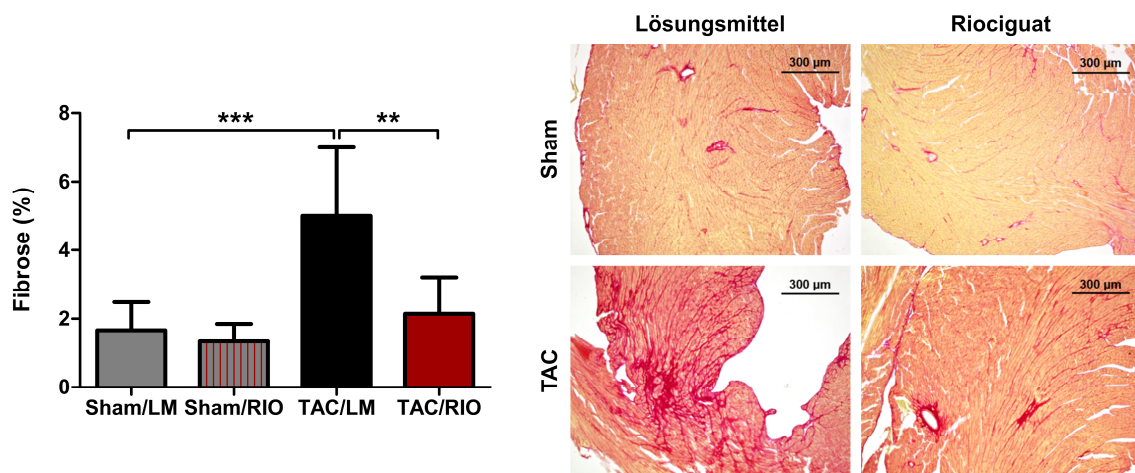 Fibrose (%)
8
6
4
2
0
***
**
Sham/LM Sham/RIO TAC/LM TAC/RIO
Lösungsmittel Riociguat
Sham
300 µm
300 µm
TAC
300 µm
300 µm